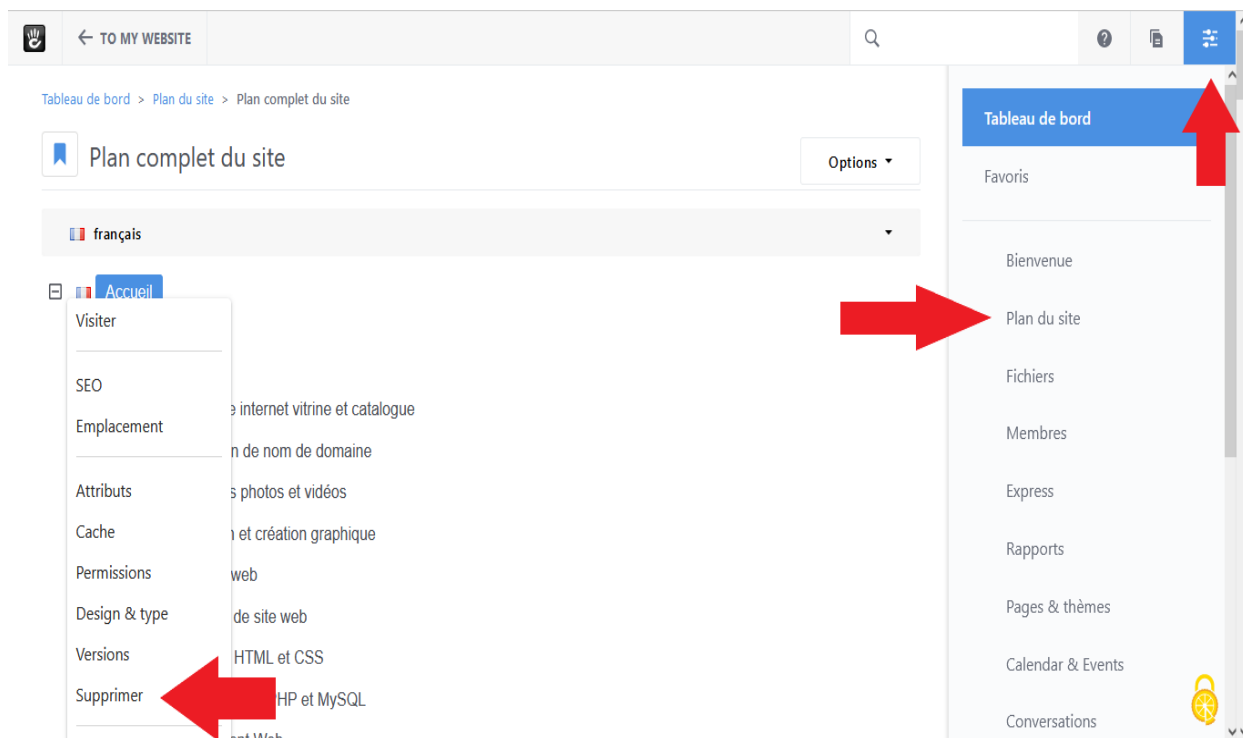 TO MY WEBSITE
Tableau de bord > Plan du site > Plan complet du site
Plan complet du site
Options
français
Accueil
Visiter
SEO
Emplacement
Attributs
Cache
Permissions
Design & type
Versions
Supprimer
internet vitrine et catalogue
n de nom de domaine
s photos et vidéos
et création graphique
web
de site web
HTML et CSS
PHP et MySQL
Web
Tableau de bord
Favoris
Bienvenue
Plan du site
Fichiers
Membres
Express
Rapports
Pages & thèmes
Calendar & Events
Conversations